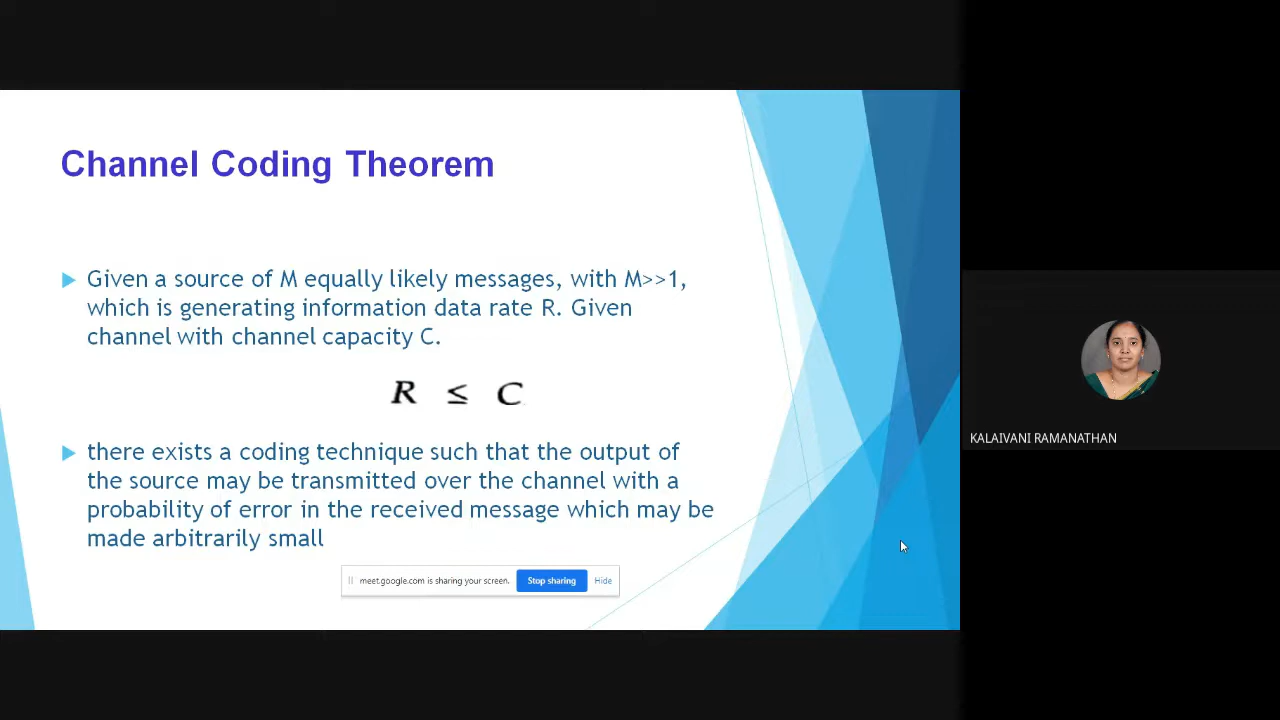 Channel Coding Theorem
Given a source of M equally likely messages, with M>>1,
which is generating information data rate R. Given
channel with channel capacity C.
R ≤ C
there exists a coding technique such that the output of
the source may be transmitted over the channel with a
probability of error in the received message which may be
made arbitrarily small
meet.google.com is sharing your screen. Stop sharing Hide
KALAIVANI RAMANATHAN